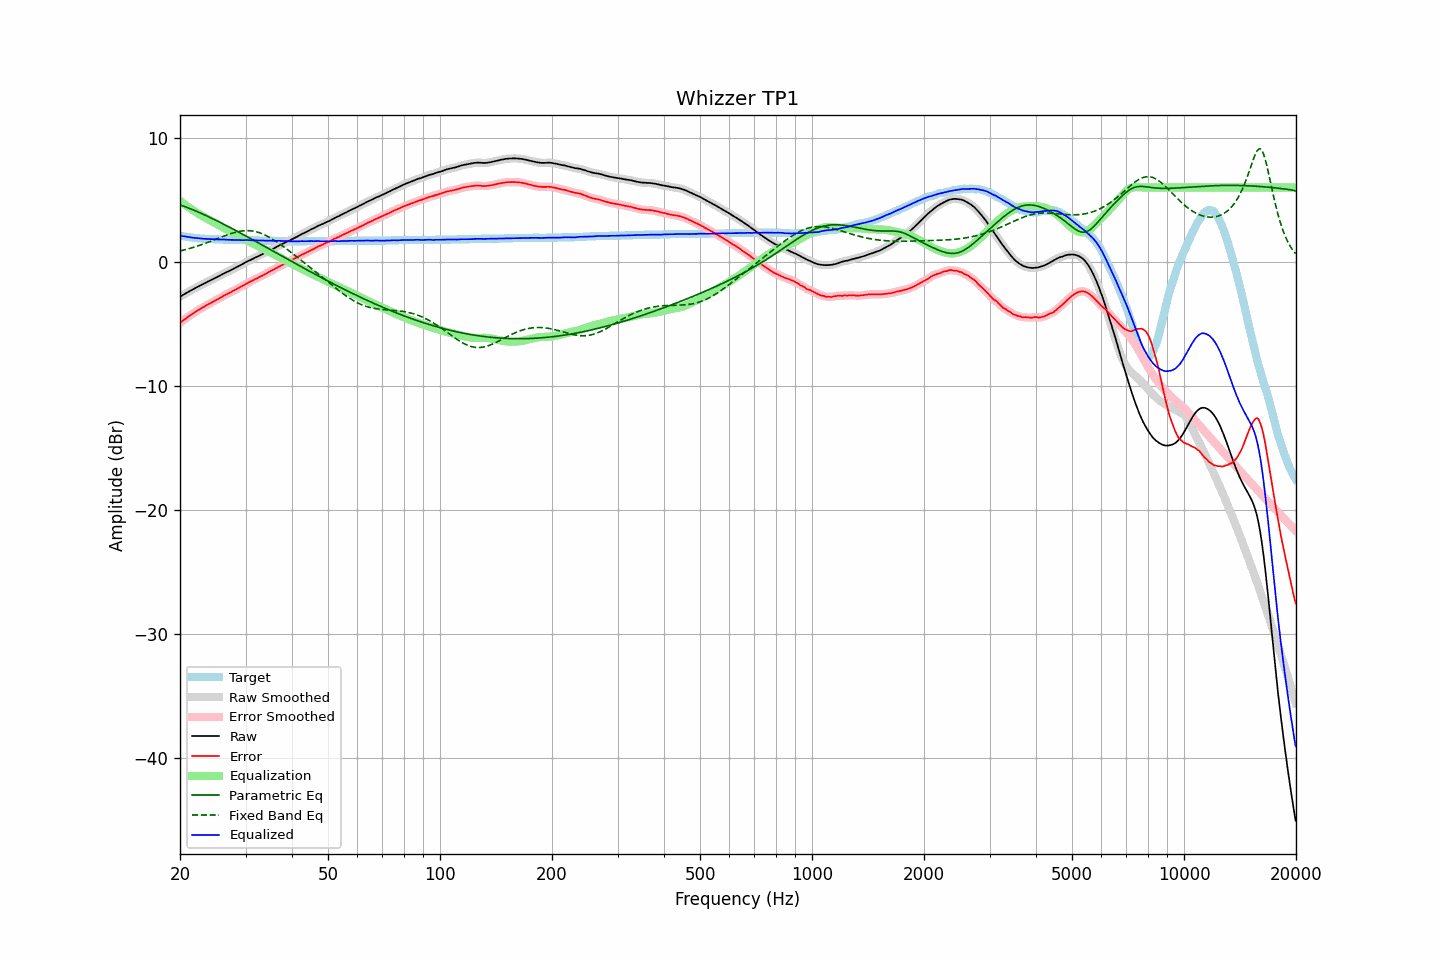 Whizzer TP1
10
0
−10
−20
−30
−40
Amplitude (dBr)
Target
Raw Smoothed
Error Smoothed
Raw
Error
Equalization
Parametric Eq
Fixed Band Eq
Equalized
20 50 100 200 500 1000 2000 5000 10000 20000
Frequency (Hz)